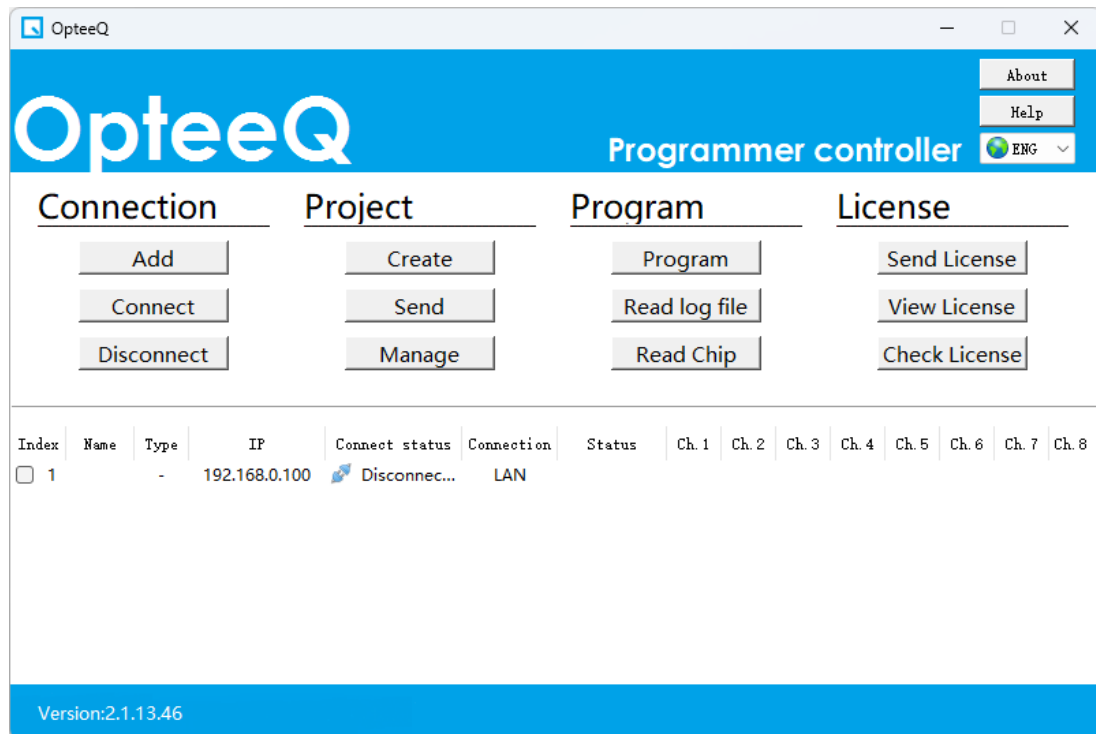 OpteeQ
About
Help
OpteeQ
Programmer controller
ENG
Connection Project Program License
Add Create Program Send License
Connect Send Read log file View License
Disconnect Manage Read Chip Check License
Index Name Type IP Connect status Connection Status Ch.1 Ch.2 Ch.3 Ch.4 Ch.5 Ch.6 Ch.7 Ch.8
1 - 192.168.0.100 Disconnec... LAN
Version:2.1.13.46